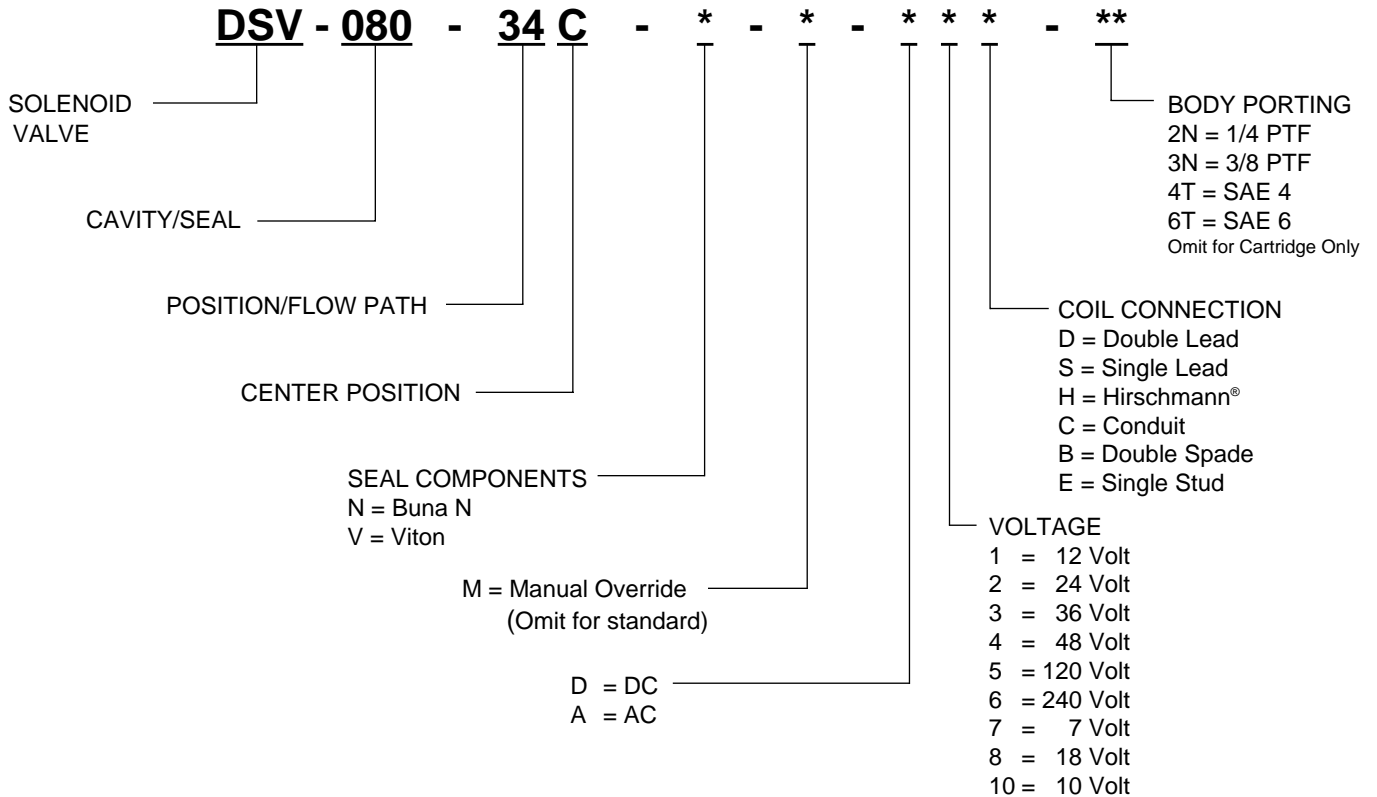 DSV - 080 - 34 C - * - * - * * * - **
SOLENOID
VALVE
CAVITY/SEAL
POSITION/FLOW PATH
CENTER POSITION
SEAL COMPONENTS
N = Buna N
V = Viton
M = Manual Override
(Omit for standard)
D = DC
A = AC
VOLTAGE
1 = 12 Volt
2 = 24 Volt
3 = 36 Volt
4 = 48 Volt
5 = 120 Volt
6 = 240 Volt
7 = 7 Volt
8 = 18 Volt
10 = 10 Volt
COIL CONNECTION
D = Double Lead
S = Single Lead
H = Hirschmann®
C = Conduit
B = Double Spade
E = Single Stud
BODY PORTING
2N = 1/4 PTF
3N = 3/8 PTF
4T = SAE 4
6T = SAE 6
Omit for Cartridge Only